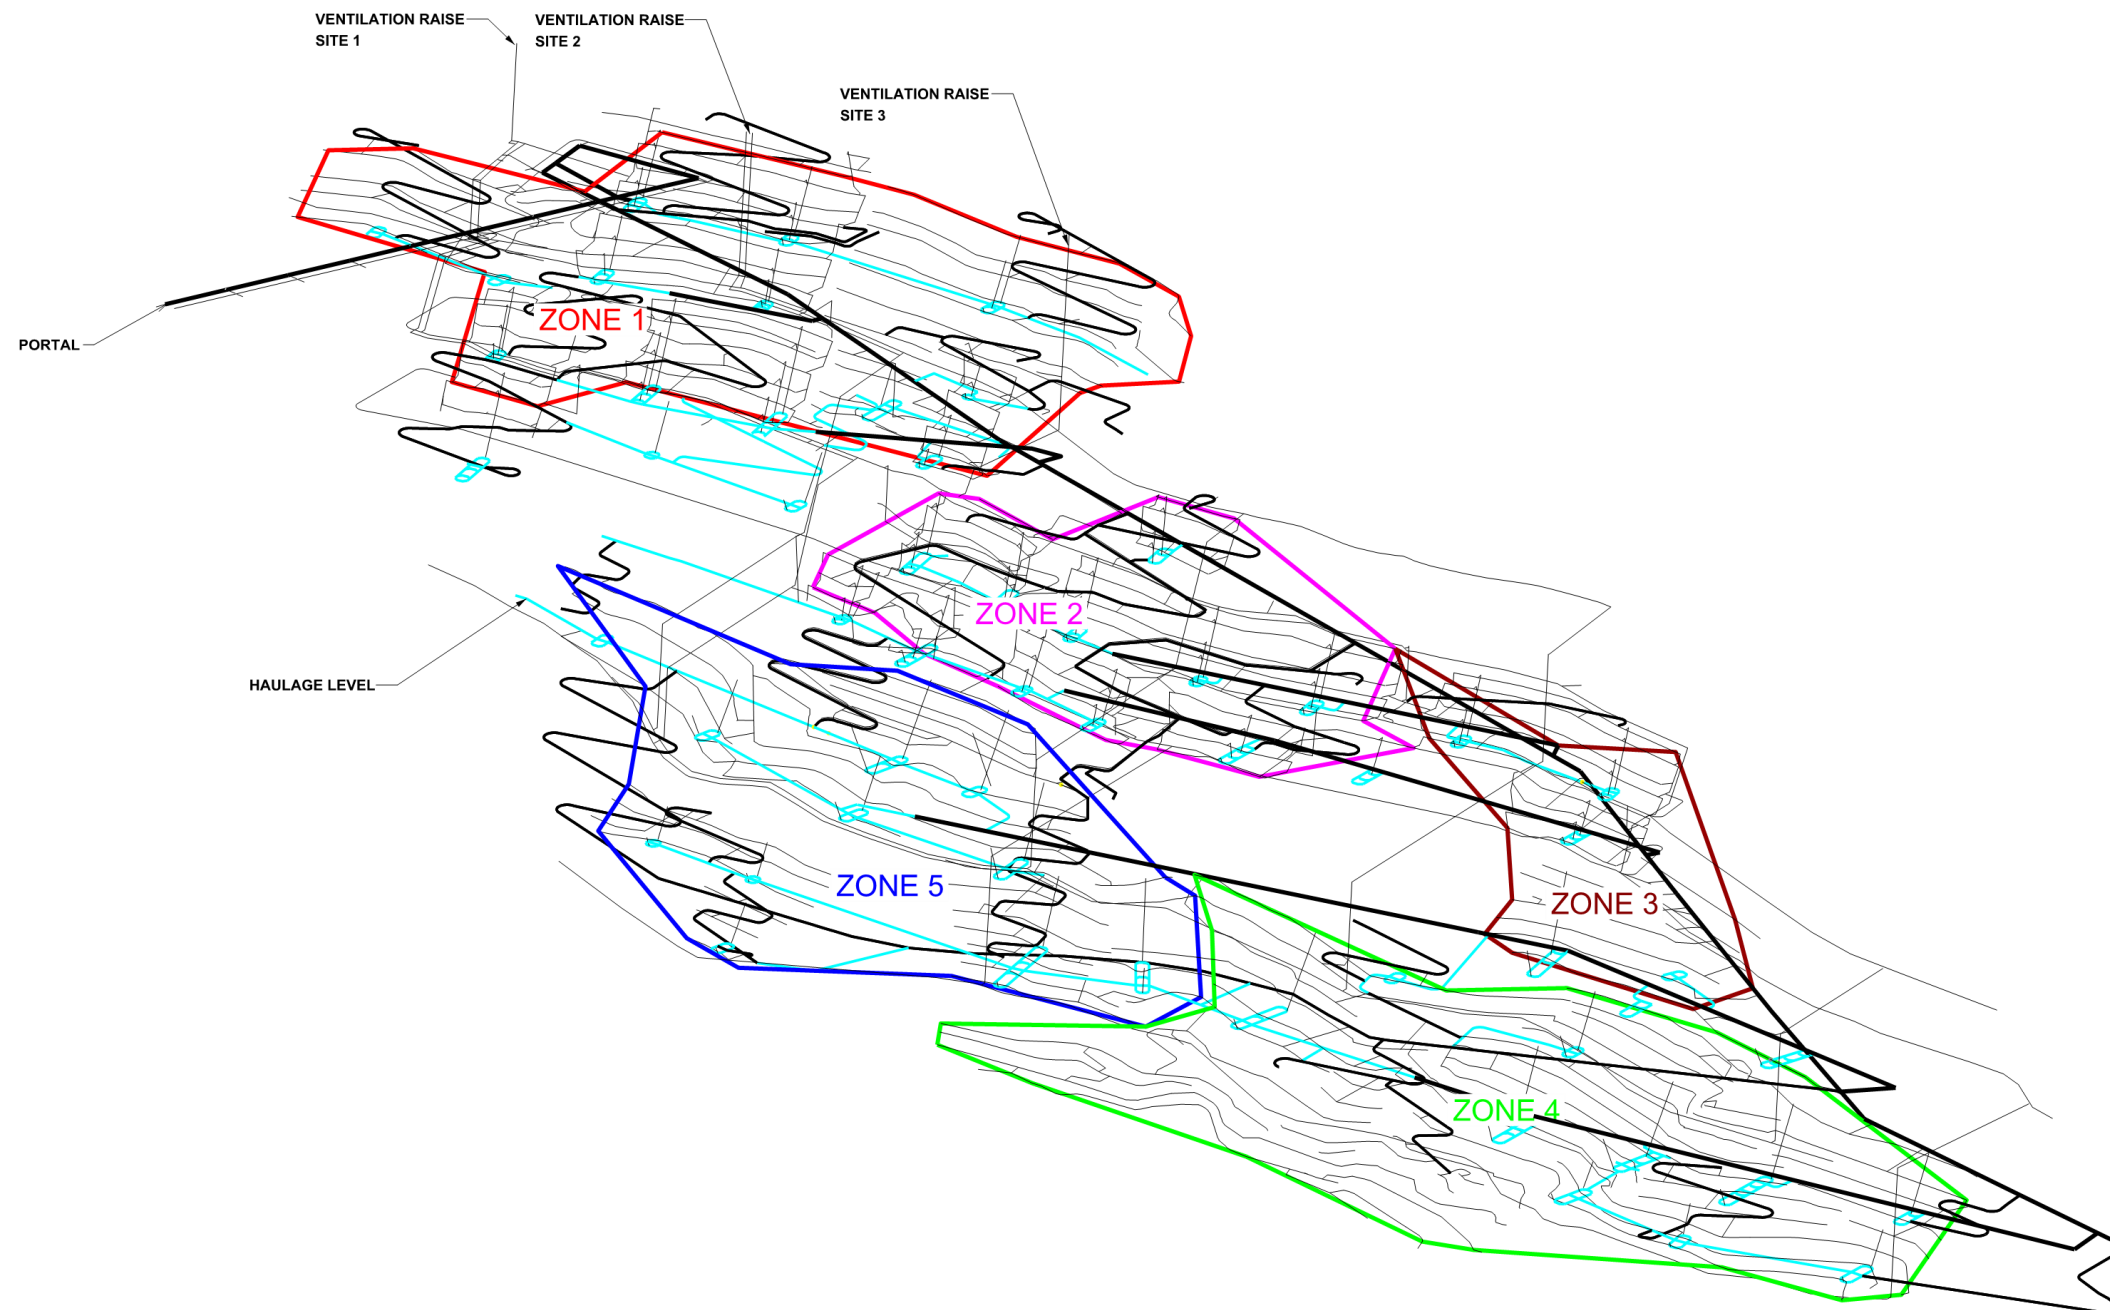 VENTILATION RAISE
SITE 1
VENTILATION RAISE
SITE 2
VENTILATION RAISE
SITE 3
ZONE 1
PORTAL
ZONE 2
HAULAGE LEVEL
ZONE 5
ZONE 3
ZONE 4